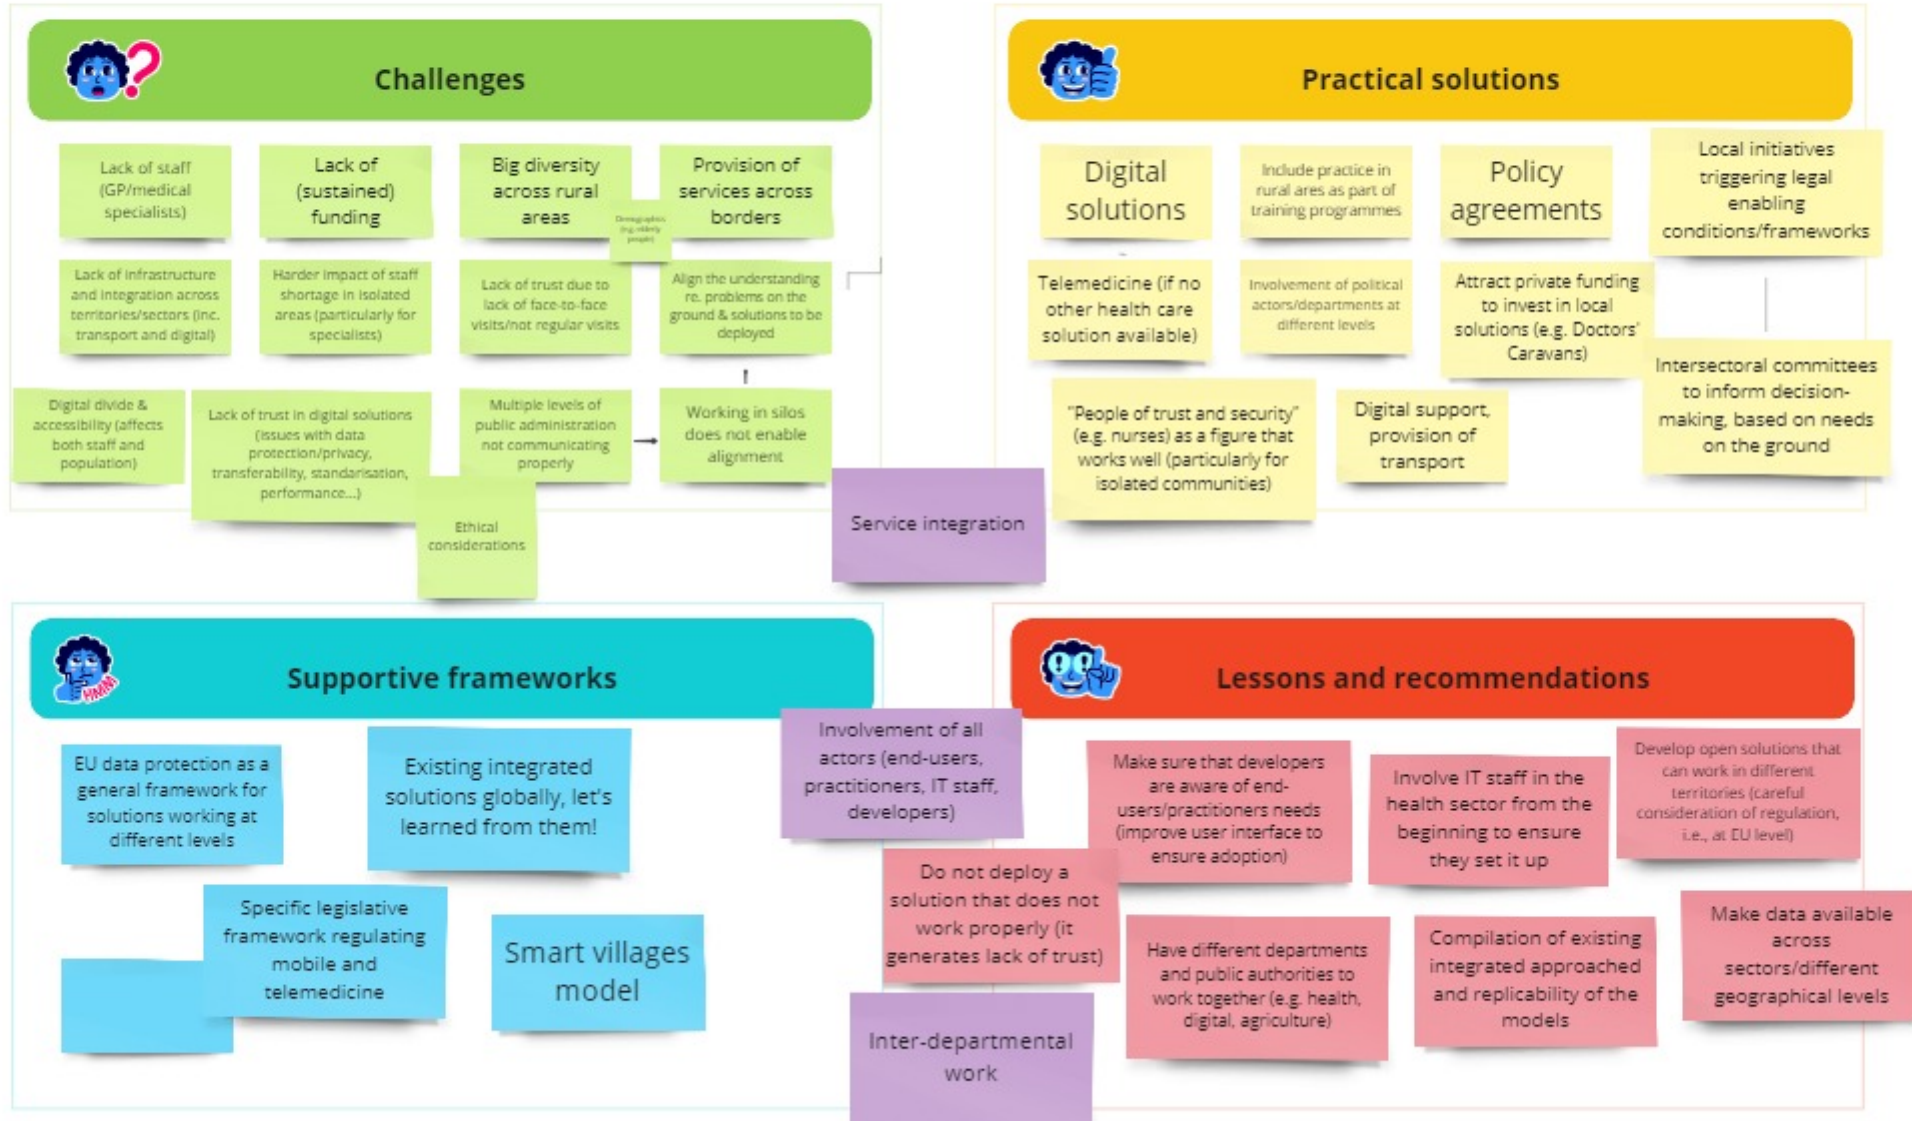 Challenges
Lack of staff
(GP/medical
specialists)
Lack of
(sustained)
funding
Big diversity
across rural
areas
Demographics
(e.g. elderly
people)
Provision of
services across
borders
Lack of infrastructure
and integration across
territories/sectors (inc.
transport and digital)
Harder impact of staff
shortage in isolated
areas (particularly for
specialists)
Lack of trust due to
lack of face-to-face
visits/not regular visits
Align the understanding
re. problems on the
ground & solutions to be
deployed
Digital divide &
accessibility (affects
both staff and
population)
Lack of trust in digital solutions
(issues with data
protection/privacy,
transferability, standarisation,
performance...)
Multiple levels of
public administration
not communicating
properly
Working in silos
does not enable
alignment
Ethical
considerations
Service integration
Practical solutions
Digital
solutions
Include practice in
rural ares as part of
training programmes
Policy
agreements
Local initiatives
triggering legal
enabling
conditions/frameworks
Telemedicine (if no
other health care
solution available)
Involvement of political
actors/departments at
different levels
Attract private funding
to invest in local
solutions (e.g. Doctors'
Caravans)
Intersectoral committees
to inform decision-
making, based on needs
on the ground
"People of trust and security"
(e.g. nurses) as a figure that
works well (particularly for
isolated communities)
Digital support,
provision of
transport
HMM
Supportive frameworks
EU data protection as a
general framework for
solutions working at
different levels
Existing integrated
solutions globally, let's
learned from them!
Specific legislative
framework regulating
mobile and
telemedicine
Smart villages
model
Involvement of all
actors (end-users,
practitioners, IT staff,
developers)
Inter-departmental
work
Lessons and recommendations
Make sure that developers
are aware of end-
users/practitioners needs
(improve user interface to
ensure adoption)
Involve IT staff in the
health sector from the
beginning to ensure
they set it up
Develop open solutions that
can work in different
territories (careful
consideration of regulation,
i.e., at EU level)
Do not deploy a
solution that does not
work properly (it
generates lack of trust)
Have different departments
and public authorities to
work together (e.g. health,
digital, agriculture)
Compilation of existing
integrated approached
and replicability of the
models
Make data available
across
sectors/different
geographical levels